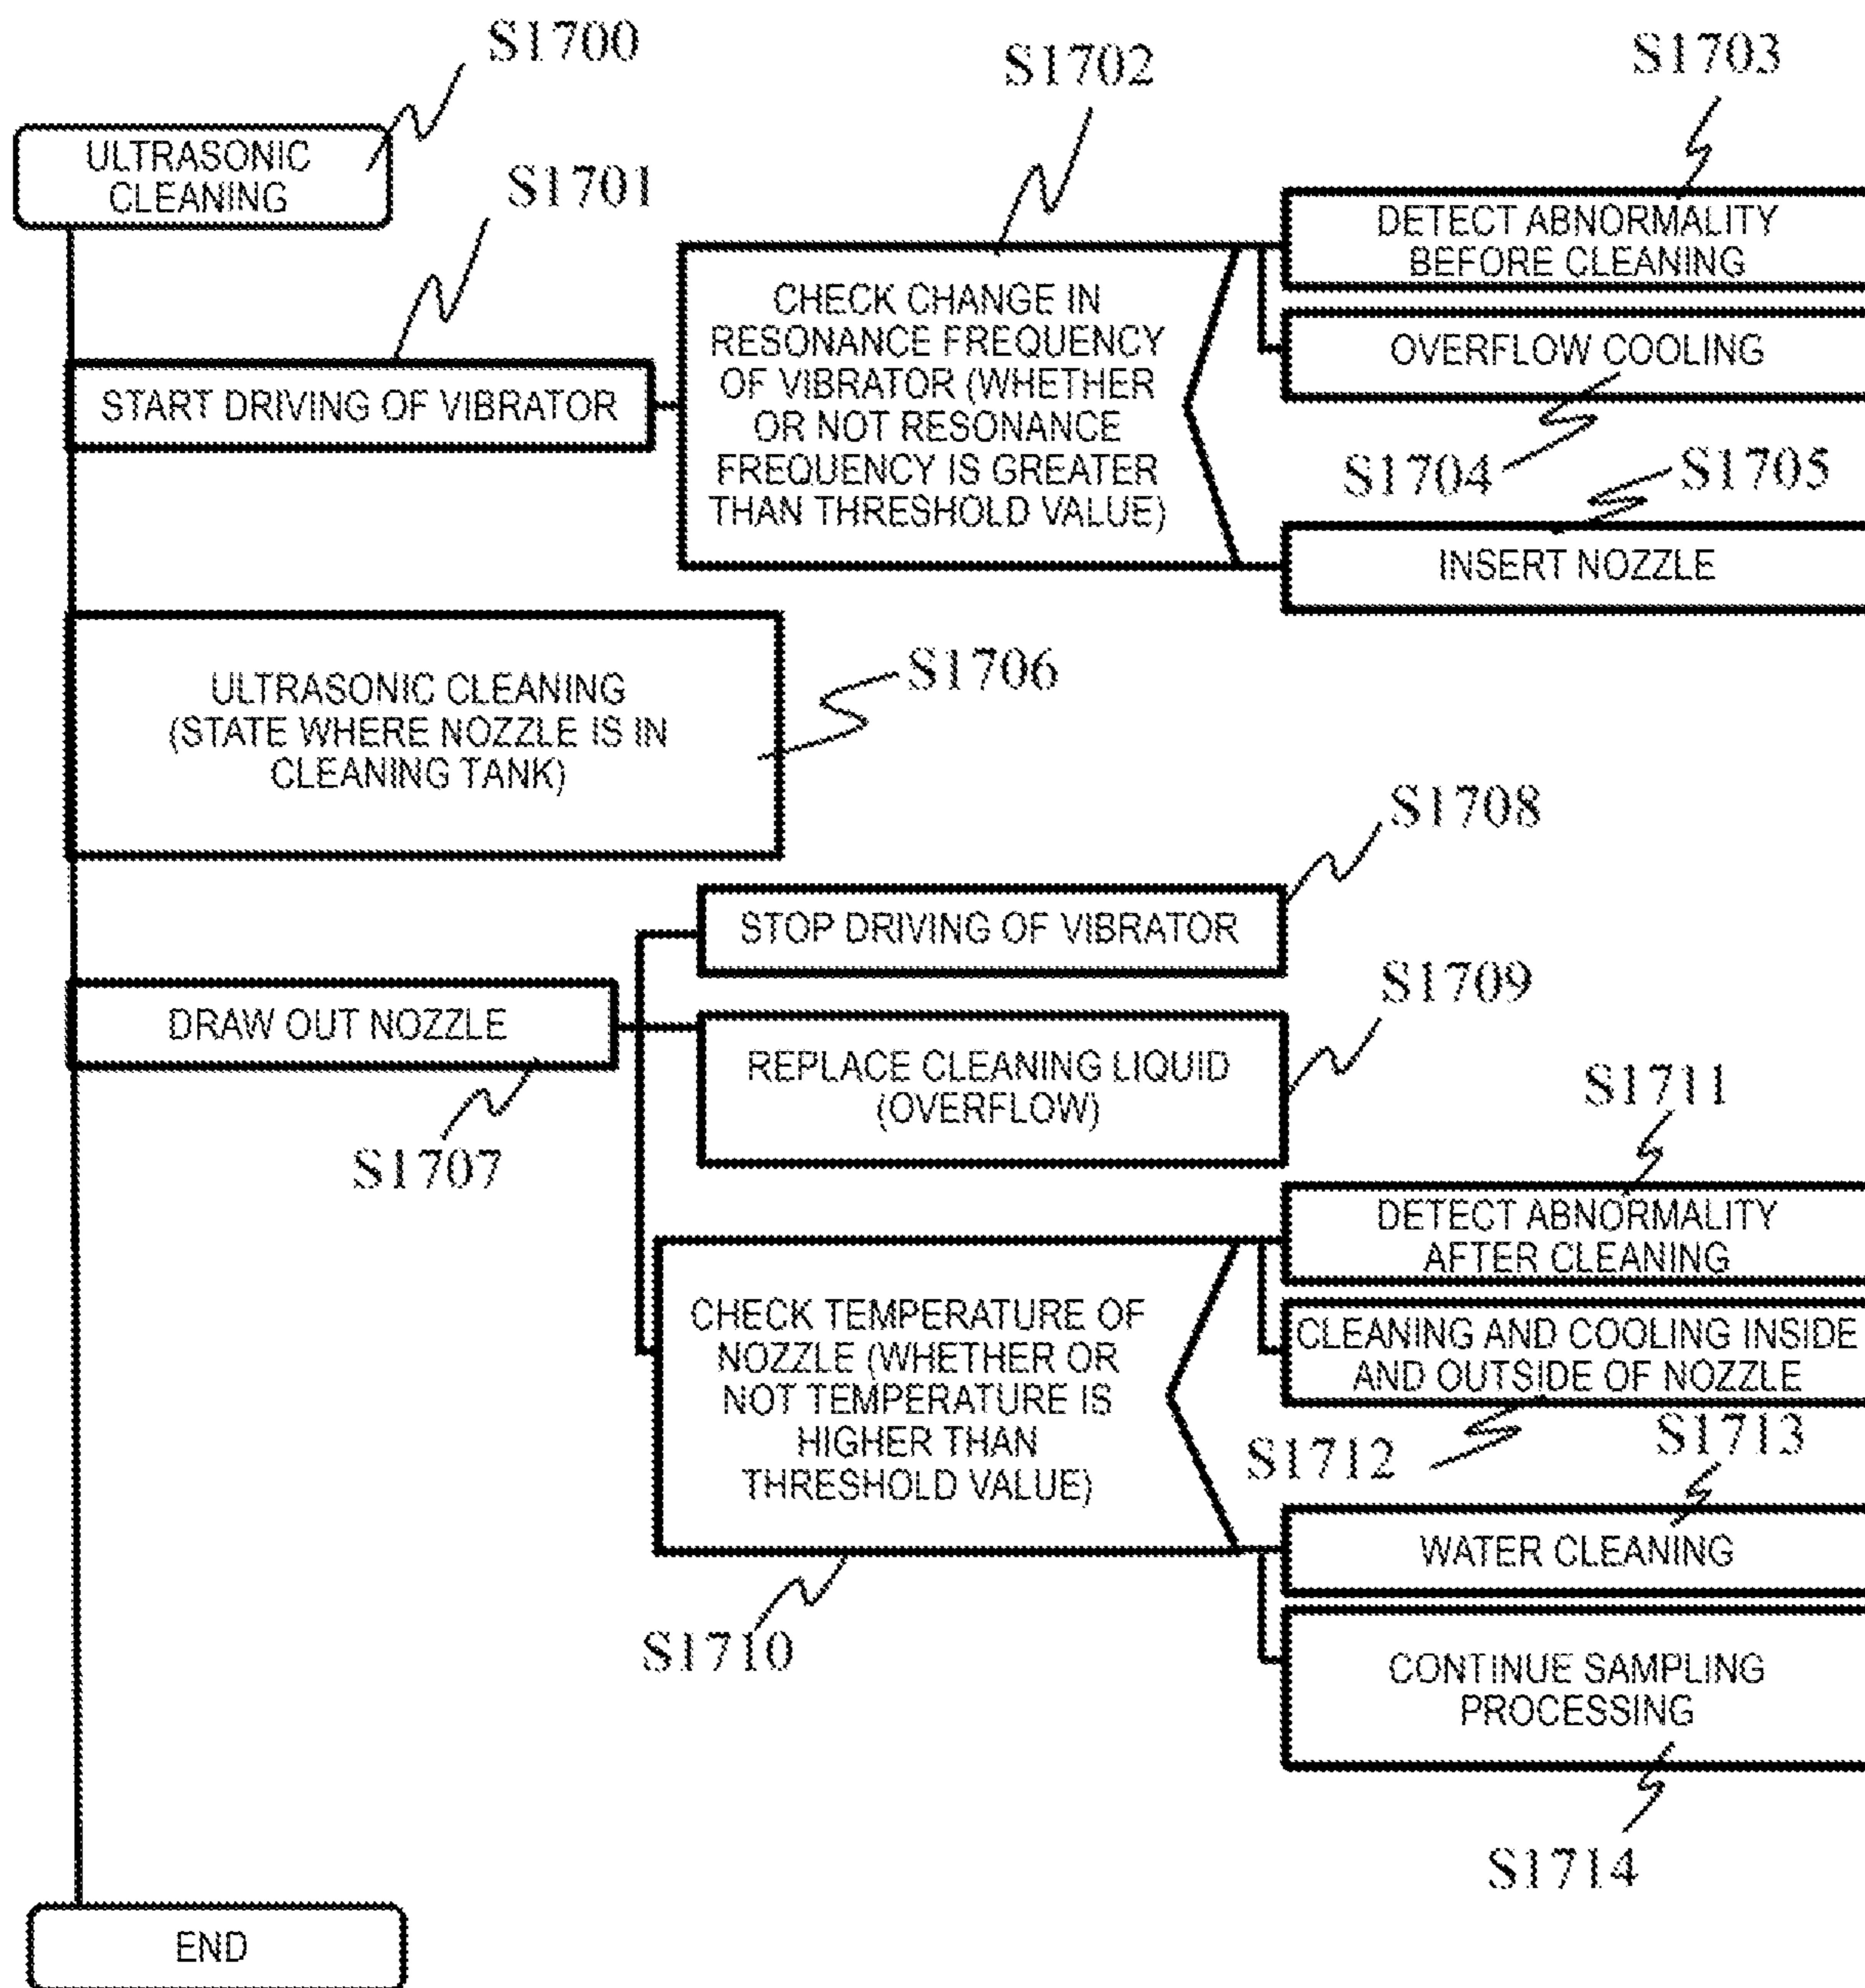 S1700
ULTRASONIC
CLEANING
S1701
START DRIVING OF VIBRATOR
S1702
CHECK CHANGE IN
RESONANCE FREQUENCY
OF VIBRATOR (WHETHER
OR NOT RESONANCE
FREQUENCY IS GREATER
THAN THRESHOLD VALUE)
S1703
DETECT ABNORMALITY
BEFORE CLEANING
OVERFLOW COOLING
S1704
S1705
INSERT NOZZLE
ULTRASONIC CLEANING
(STATE WHERE NOZZLE IS IN
CLEANING TANK)
S1706
S1708
STOP DRIVING OF VIBRATOR
DRAW OUT NOZZLE
S1707
S1709
REPLACE CLEANING LIQUID
(OVERFLOW)
S1711
DETECT ABNORMALITY
AFTER CLEANING
CHECK TEMPERATURE OF
NOZZLE (WHETHER OR
NOT TEMPERATURE IS
HIGHER THAN
THRESHOLD VALUE)
S1710
CLEANING AND COOLING INSIDE
AND OUTSIDE OF NOZZLE
S1712
S1713
WATER CLEANING
CONTINUE SAMPLING
PROCESSING
S1714
END